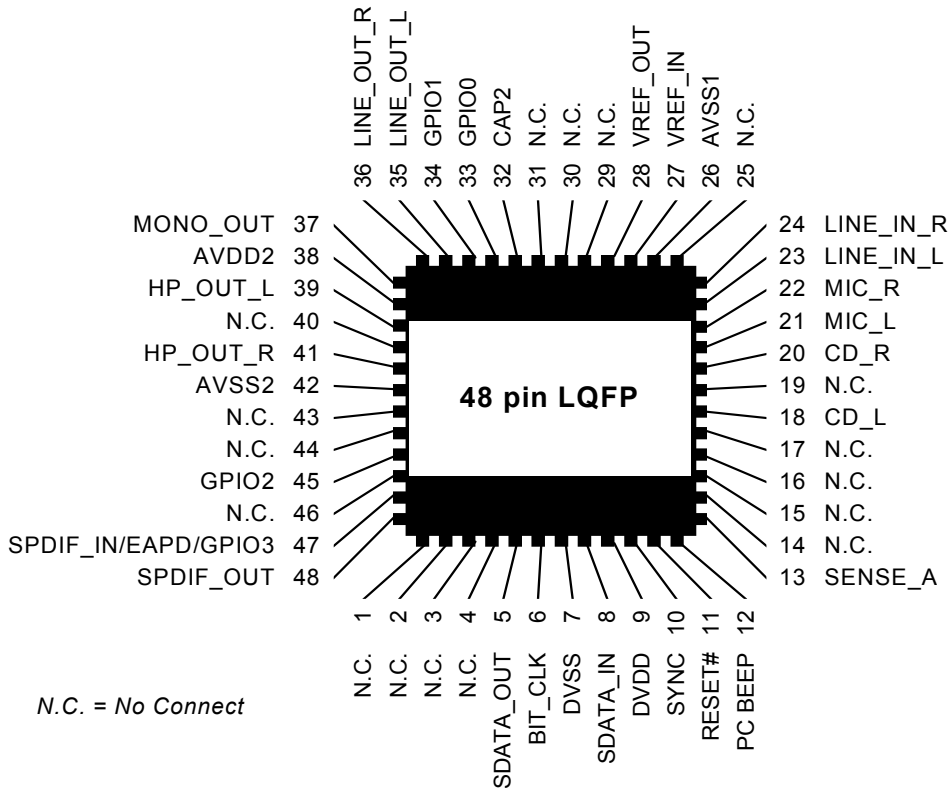 36 LINE_OUT_R
35 LINE_OUT_L
34 GPIO1
33 GPIO0
32 CAP2
31 N.C.
30 N.C.
29 N.C.
28 VREF_OUT
27 VREF_IN
26 AVSS1
25 N.C.
MONO_OUT 37
AVDD2 38
HP_OUT_L 39
N.C. 40
HP_OUT_R 41
AVSS2 42
N.C. 43
N.C. 44
GPIO2 45
N.C. 46
SPDIF_IN/EAPD/GPIO3 47
SPDIF_OUT 48
48 pin LQFP
24 LINE_IN_R
23 LINE_IN_L
22 MIC_R
21 MIC_L
20 CD_R
19 N.C.
18 CD_L
17 N.C.
16 N.C.
15 N.C.
14 N.C.
13 SENSE_A
N.C. 1
N.C. 2
N.C. 3
N.C. 4
SDATA_OUT 5
BIT_CLK 6
DVSS 7
SDATA_IN 8
DVDD 9
SYNC 10
RESET# 11
PC BEEP 12
N.C. = No Connect